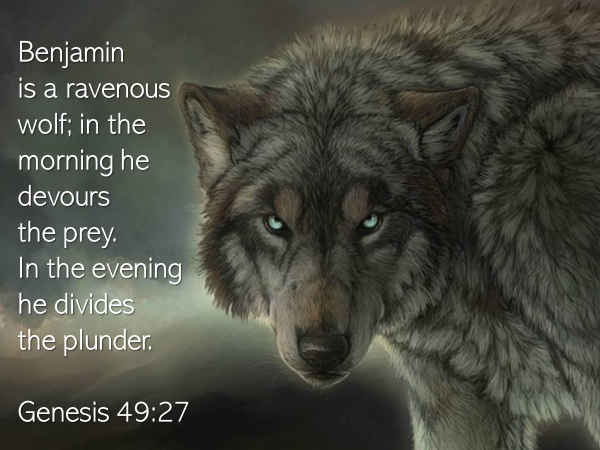 Benjamin
is a ravenous
wolf; in the
morning he
devours
the prey.
In the evening
he divides
the plunder.
Genesis 49:27